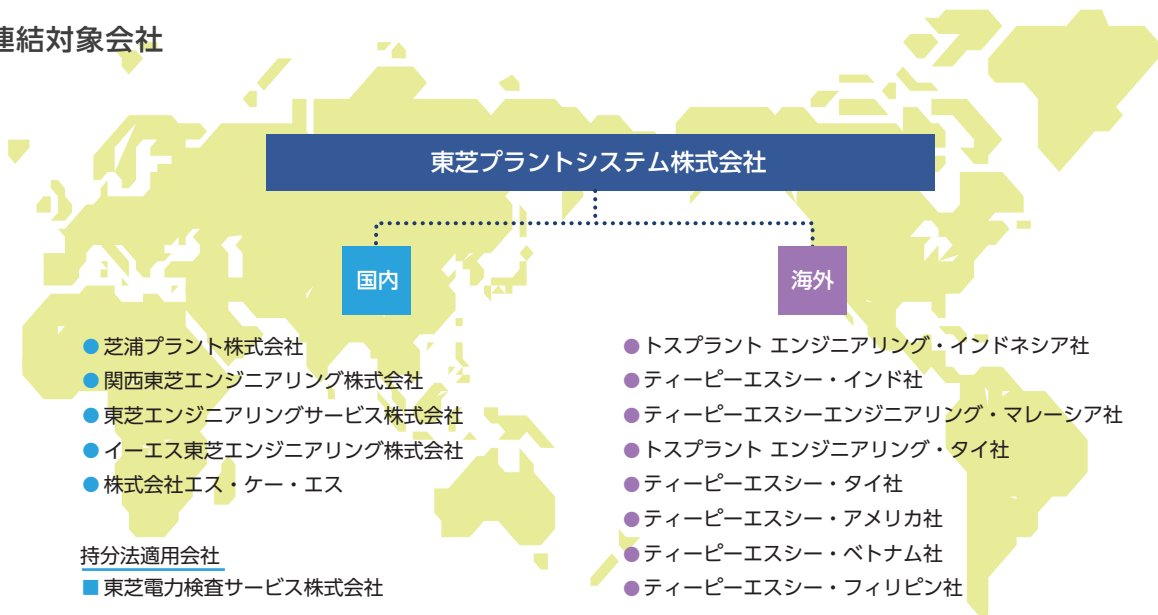 連結対象会社
東芝プラントシステム株式会社
国内
● 芝浦プラント株式会社
● 関西東芝エンジニアリング株式会社
● 東芝エンジニアリングサービス株式会社
● イーエス東芝エンジニアリング株式会社
● 株式会社エス・ケー・エス
持分法適用会社
■ 東芝電力検査サービス株式会社
海外
● トスプラント エンジニアリング・インドネシア社
● ティーピーエスシー・インド社
● ティーピーエスシーエンジニアリング・マレーシア社
● トスプラント エンジニアリング・タイ社
● ティーピーエスシー・タイ社
● ティーピーエスシー・アメリカ社
● ティーピーエスシー・ベトナム社
● ティーピーエスシー・フィリピン社